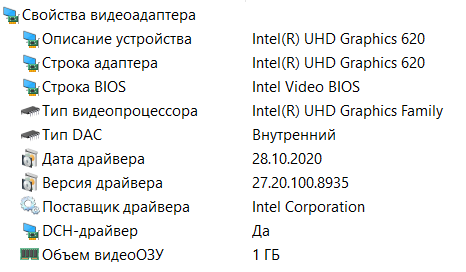 Свойства видеоадаптера
Описание устройства Intel(R) UHD Graphics 620
Строка адаптера Intel(R) UHD Graphics 620
Строка BIOS Intel Video BIOS
Тип видеопроцессора Intel(R) UHD Graphics Family
Тип DAC Внутренний
Дата драйвера 28.10.2020
Версия драйвера 27.20.100.8935
Поставщик драйвера Intel Corporation
DCH-драйвер Да
Объем видеоОЗУ 1 ГБ